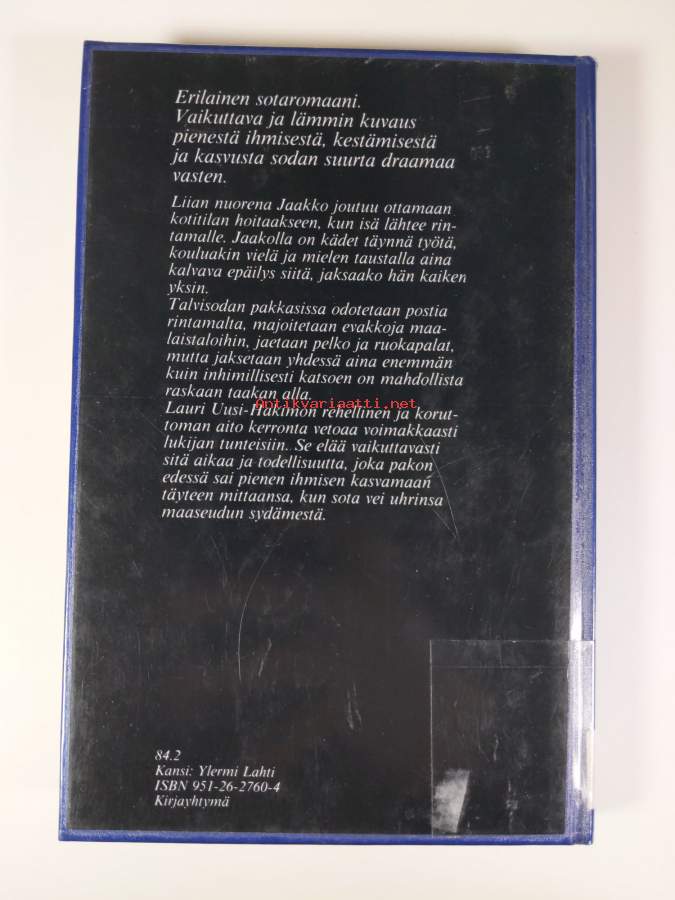 Erilainen sotaromaani.
Vaikuttava ja lämmin kuvaus
pienestä ihmisestä, kestämisestä
ja kasvusta sodan suurta draamaa
vasten.
Liian nuorena Jaakko joutuu ottamaan
kotitilan hoitaakseen, kun isä lähtee rin-
tamalle. Jaakolla on kädet täynnä työtä,
kouluakin vielä ja mielen taustalla aina
kalvava epäilys siitä, jaksaako hän kaiken
yksin.
Talvisodan pakkasissa odotetaan postia
rintamalta, majoitetaan evakkoja maa-
laistaloihin, jaetaan pelko ja ruokapalat,
mutta jaksetaan yhdessä aina enemmän
kuin inhimillisesti katsoen on mahdollista
raskaan taakan alla.
Antikvariaatti.net
Lauri Uusi-Hakimon rehellinen ja korut-
toman aito kerronta vetoaa voimakkaasti
lukijan tunteisiin. Se elää vaikuttavasti
sitä aikaa ja todellisuutta, joka pakon
edessä sai pienen ihmisen kasvamaan
täyteen mittaansa, kun sota vei uhrinsa
maaseudun sydämestä.
84.2
Kansi: Ylermi Lahti
ISBN 951-26-2760-4
Kirjayhtymä